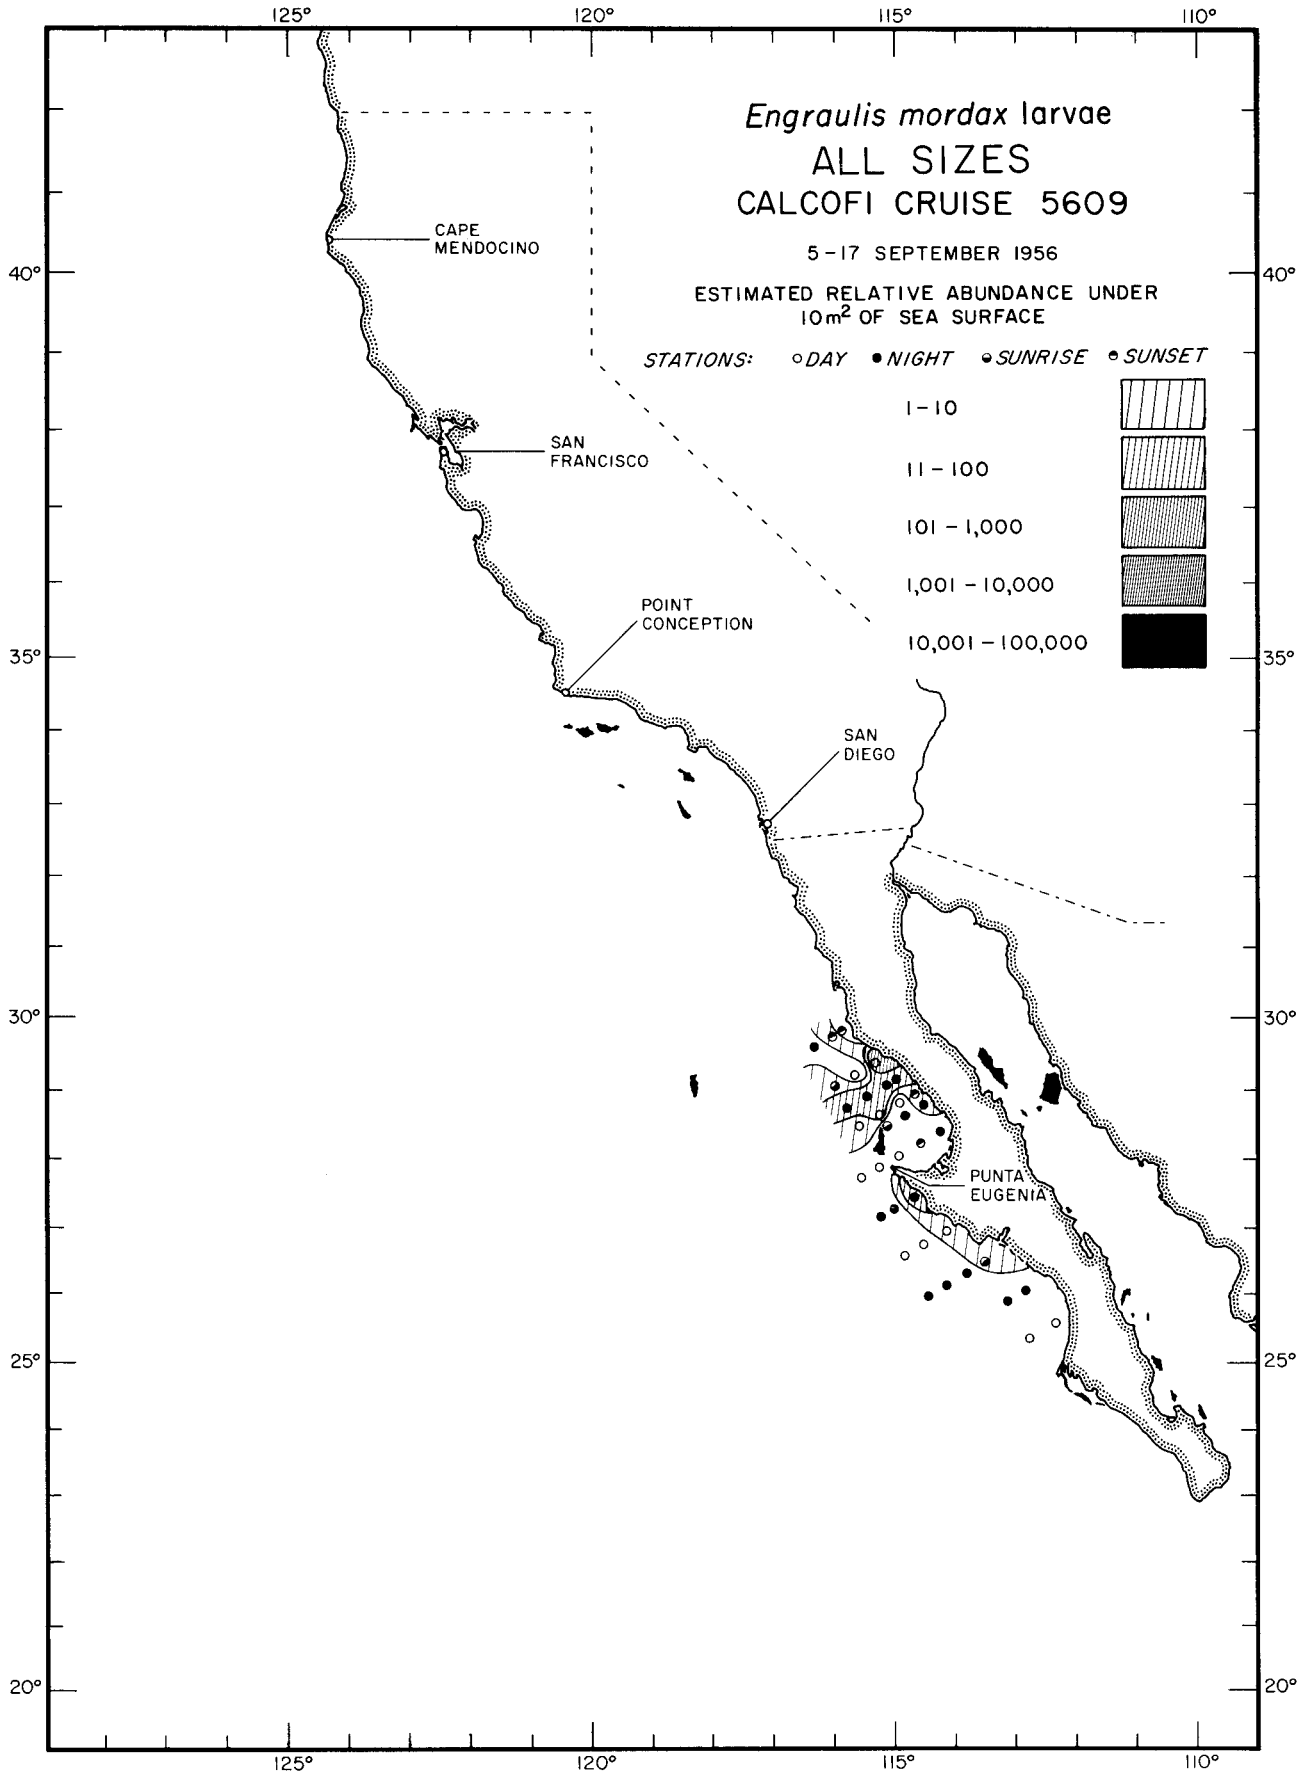 125°
120°
115°
110°
Engraulis mordax larvae
ALL SIZES
CALCOFI CRUISE 5609
5-17 SEPTEMBER 1956
ESTIMATED RELATIVE ABUNDANCE UNDER
10m² OF SEA SURFACE
STATIONS: ○DAY ●NIGHT SUNRISE SUNSET
1-10
11-100
101-1,000
1,001-10,000
10,001-100,000
CAPE
MENDOCINO
40°
40°
SAN
FRANCISCO
POINT
CONCEPTION
35°
35°
SAN
DIEGO
30°
30°
PUNTA
EUGENIA
25°
25°
20°
20°
125°
120°
115°
110°